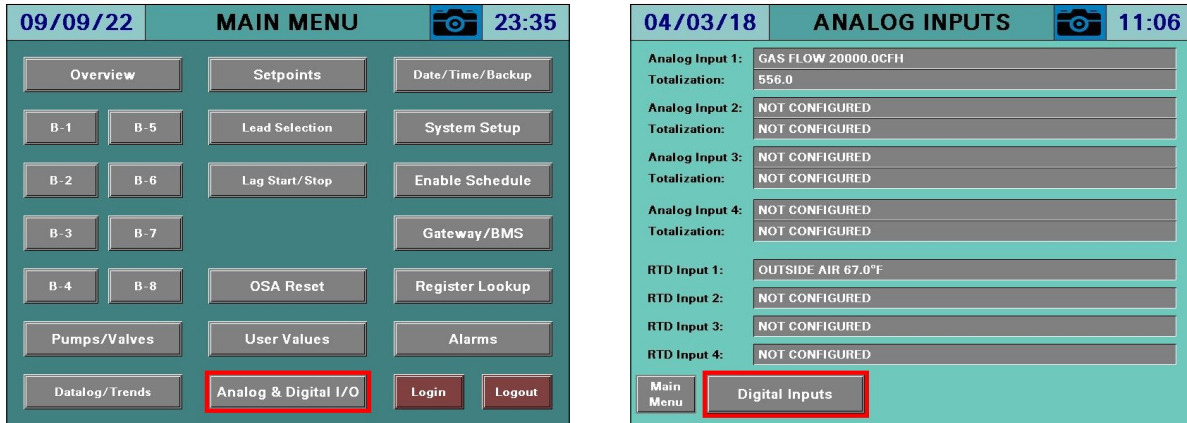 09/09/22 MAIN MENU 23:35
Overview Setpoints Date/Time/Backup
B-1 B-5 Lead Selection System Setup
B-2 B-6 Lag Start/Stop Enable Schedule
B-3 B-7 Gateway/BMS
B-4 B-8 OSA Reset Register Lookup
Pumps/Valves User Values Alarms
Datalog/Trends Analog & Digital I/O Login Logout
04/03/18 ANALOG INPUTS 11:06
Analog Input 1: GAS FLOW 20000.0CFH
Totalization: 556.0
Analog Input 2: NOT CONFIGURED
Totalization: NOT CONFIGURED
Analog Input 3: NOT CONFIGURED
Totalization: NOT CONFIGURED
Analog Input 4: NOT CONFIGURED
Totalization: NOT CONFIGURED
RTD Input 1: OUTSIDE AIR 67.0°F
RTD Input 2: NOT CONFIGURED
RTD Input 3: NOT CONFIGURED
RTD Input 4: NOT CONFIGURED
Main
Menu
Digital Inputs